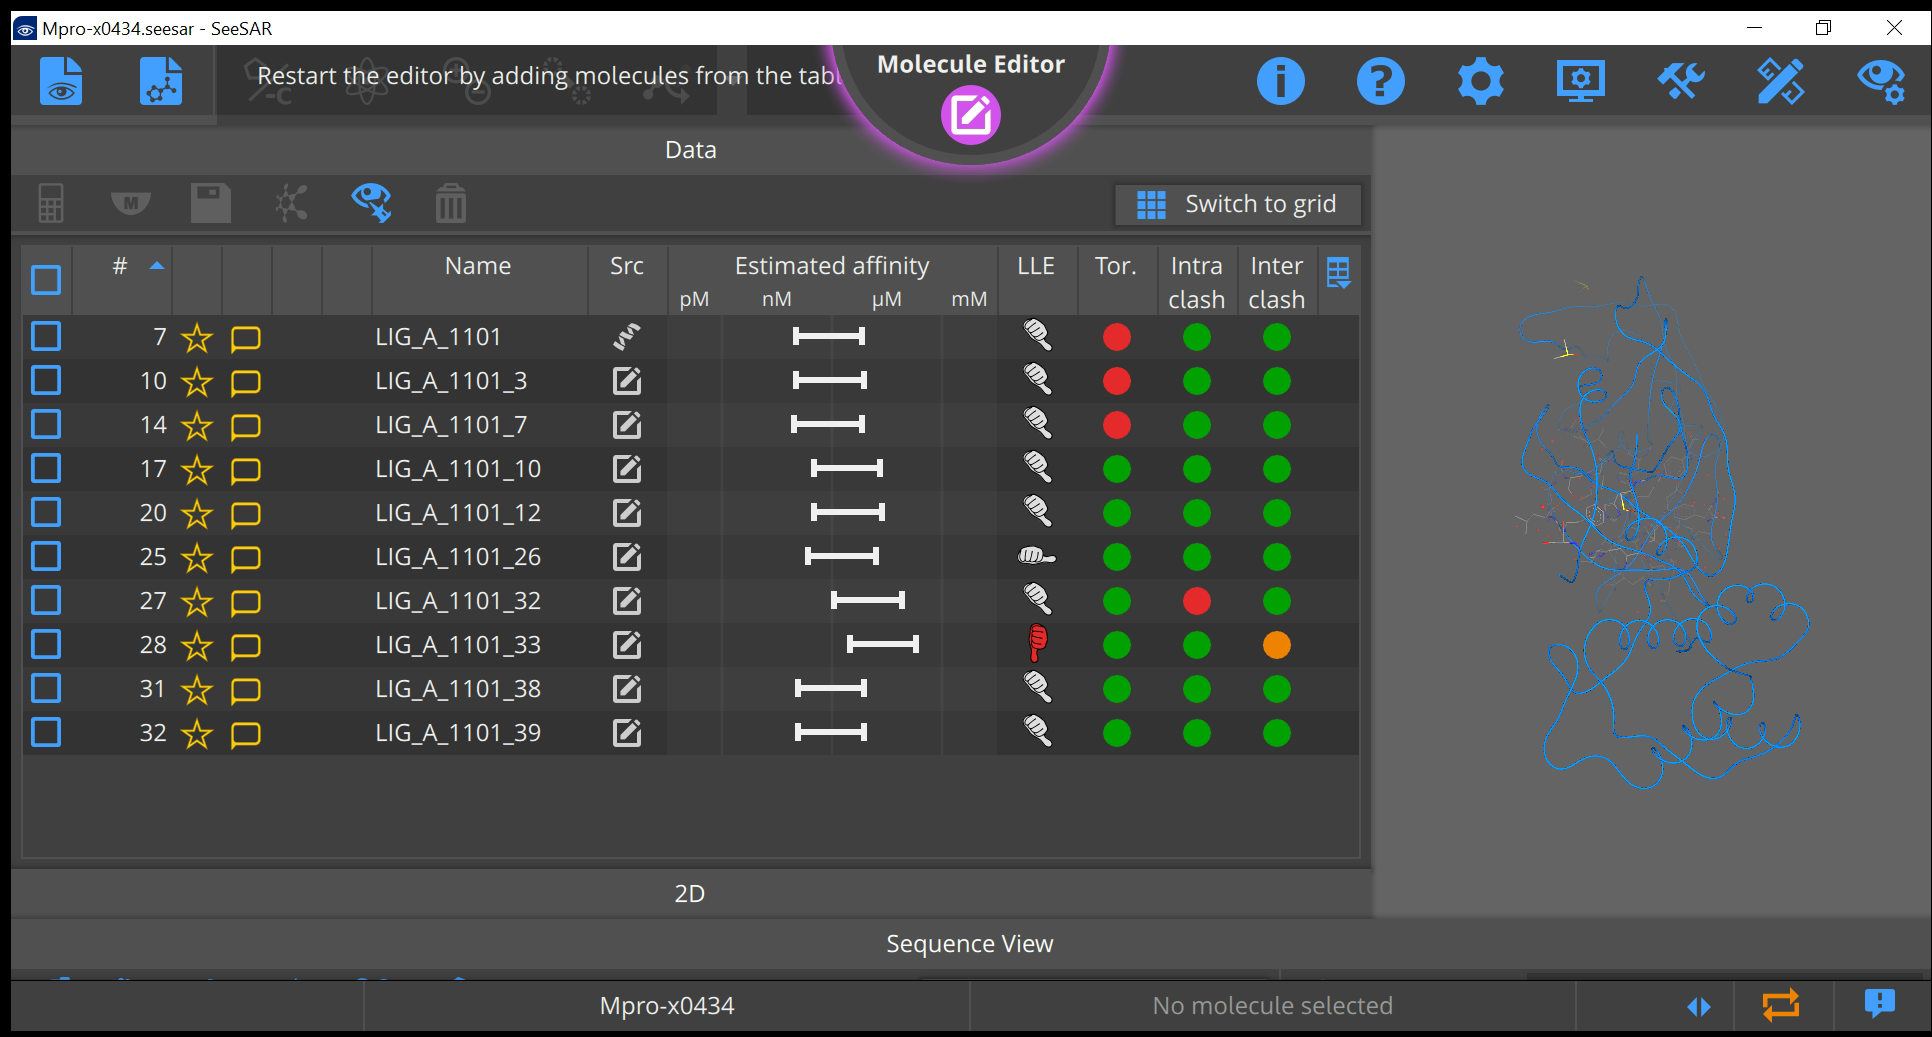 Mpro-x0434.seesar - SeeSAR
Restart the editor by adding molecules from the
Molecule Editor
Data
M
Switch to grid
# Name Src Estimated affinity LLE Tor. Intra clash Inter clash
pM nM µM mM
7 LIG_A_1101
10 LIG_A_1101_3
14 LIG_A_1101_7
17 LIG_A_1101_10
20 LIG_A_1101_12
25 LIG_A_1101_26
27 LIG_A_1101_32
28 LIG_A_1101_33
31 LIG_A_1101_38
32 LIG_A_1101_39
2D
Sequence View
Mpro-x0434
No molecule selected